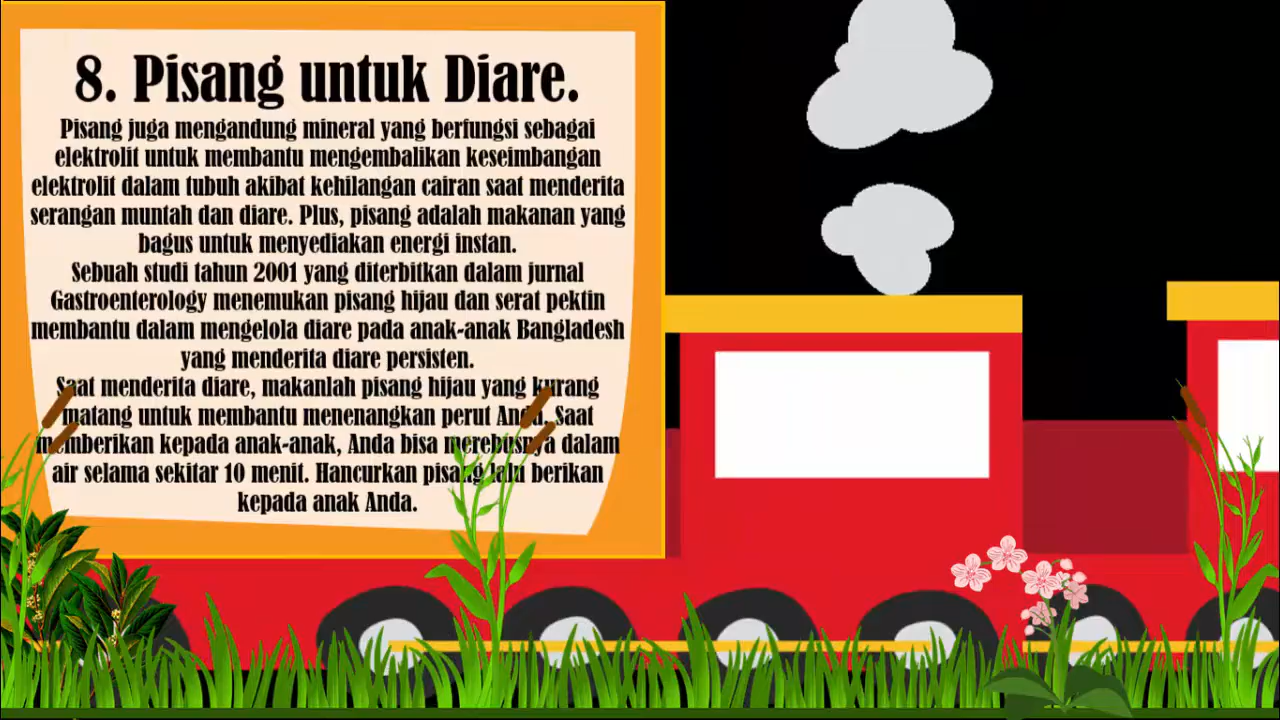 8. Pisang untuk Diare.
Pisang juga mengandung mineral yang berfungsi sebagai
elektrolit untuk membantu mengembalikan keseimbangan
elektrolit dalam tubuh akibat kehilangan cairan saat menderita
serangan muntah dan diare. Plus, pisang adalah makanan yang
bagus untuk menyediakan energi instan.
Sebuah studi tahun 2001 yang diterbitkan dalam jurnal
Gastroenterology menemukan pisang hijau dan serat pektin
membantu dalam mengelola diare pada anak-anak Bangladesh
yang menderita diare persisten.
Saat menderita diare, makanlah pisang hijau yang kurang
matang untuk membantu menenangkan perut Anda. Saat
memberikan kepada anak-anak, Anda bisa merebusnya dalam
air selama sekitar 10 menit. Hancurkan pisang lalu berikan
kepada anak Anda.